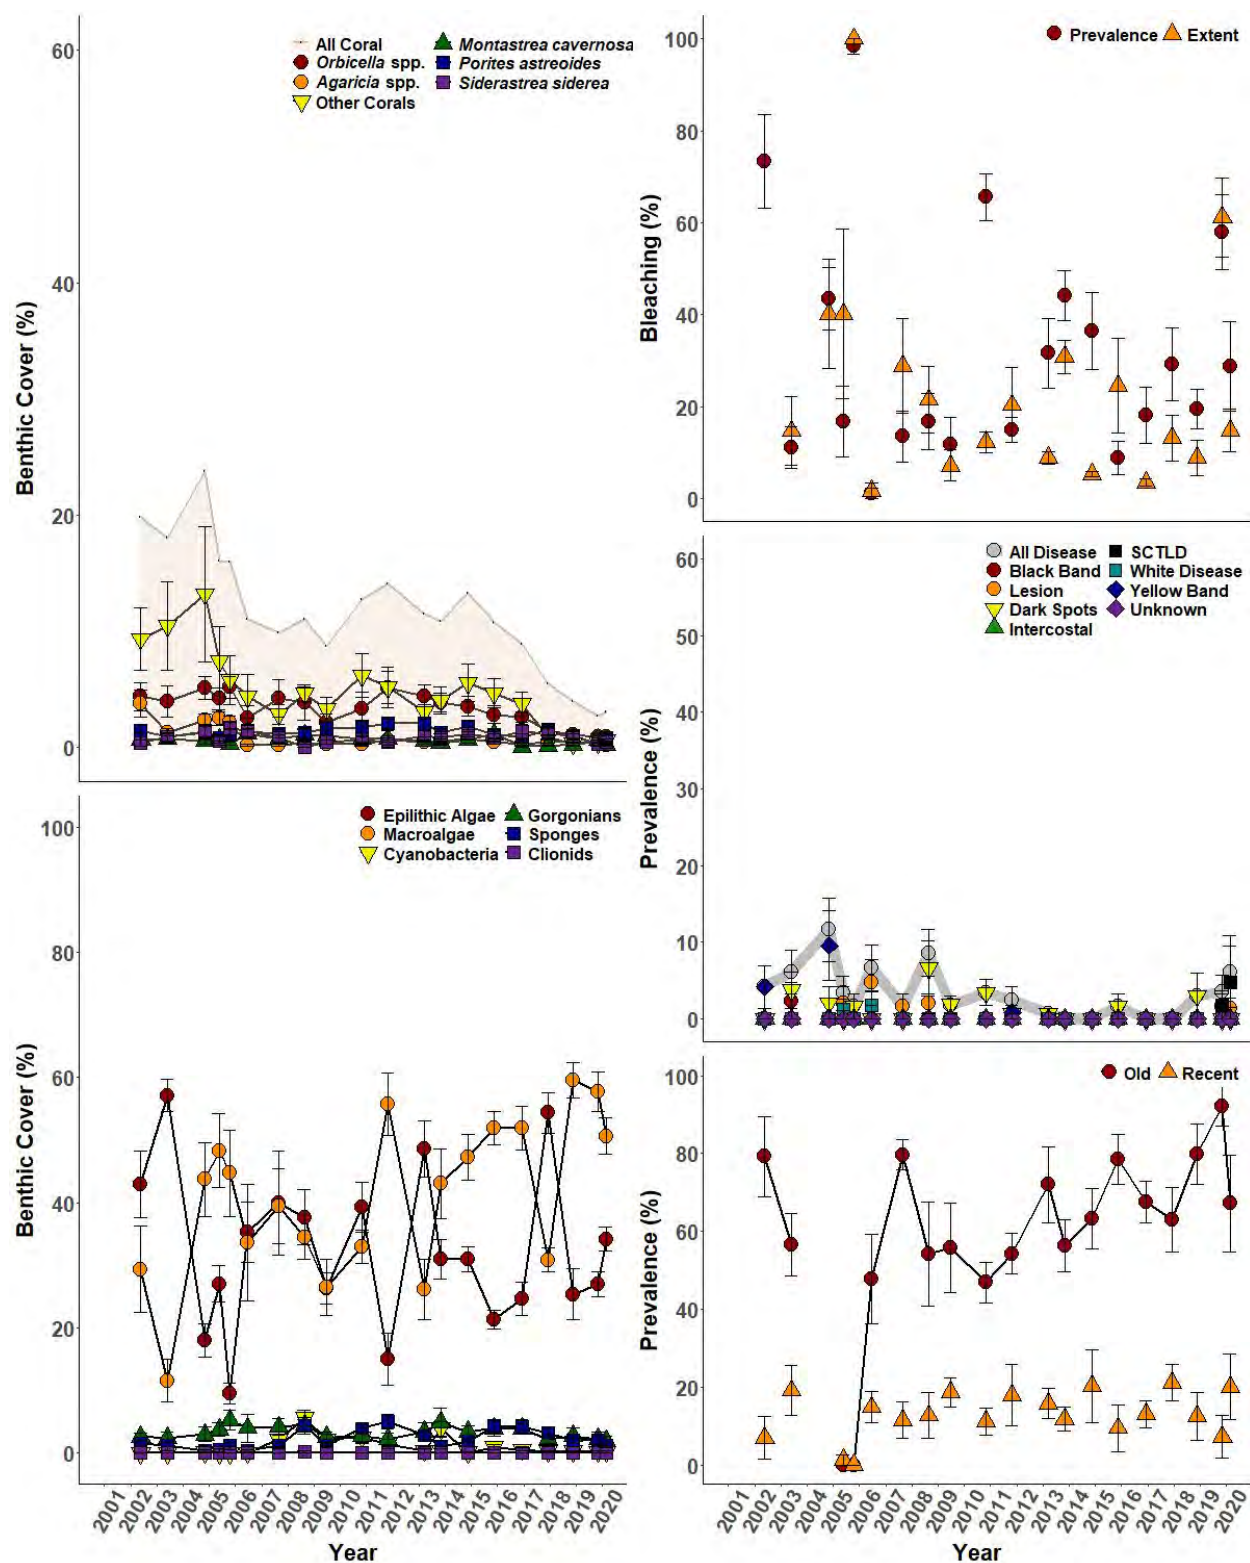 All Coral
Orbicella spp.
Agaricia spp.
Other Corals
Montastrea cavernosa
Porites astreoides
Siderastrea siderea
Benthic Cover (%)
60
40
20
0
Epilithic Algae
Macroalgae
Cyanobacteria
Gorgonians
Sponges
Clionids
Benthic Cover (%)
100
80
60
40
20
0
2001
2002
2003
2004
2005
2006
2007
2008
2009
2010
2011
2012
2013
2014
2015
2016
2017
2018
2019
2020
Year
Prevalence
Extent
Bleaching (%)
100
80
60
40
20
0
All Disease
Black Band
Lesion
Dark Spots
Intercostal
SCTLD
White Disease
Yellow Band
Unknown
Prevalence (%)
60
50
40
30
20
10
0
Old
Recent
Prevalence (%)
100
80
60
40
20
0
2001
2002
2003
2004
2005
2006
2007
2008
2009
2010
2011
2012
2013
2014
2015
2016
2017
2018
2019
2020
Year